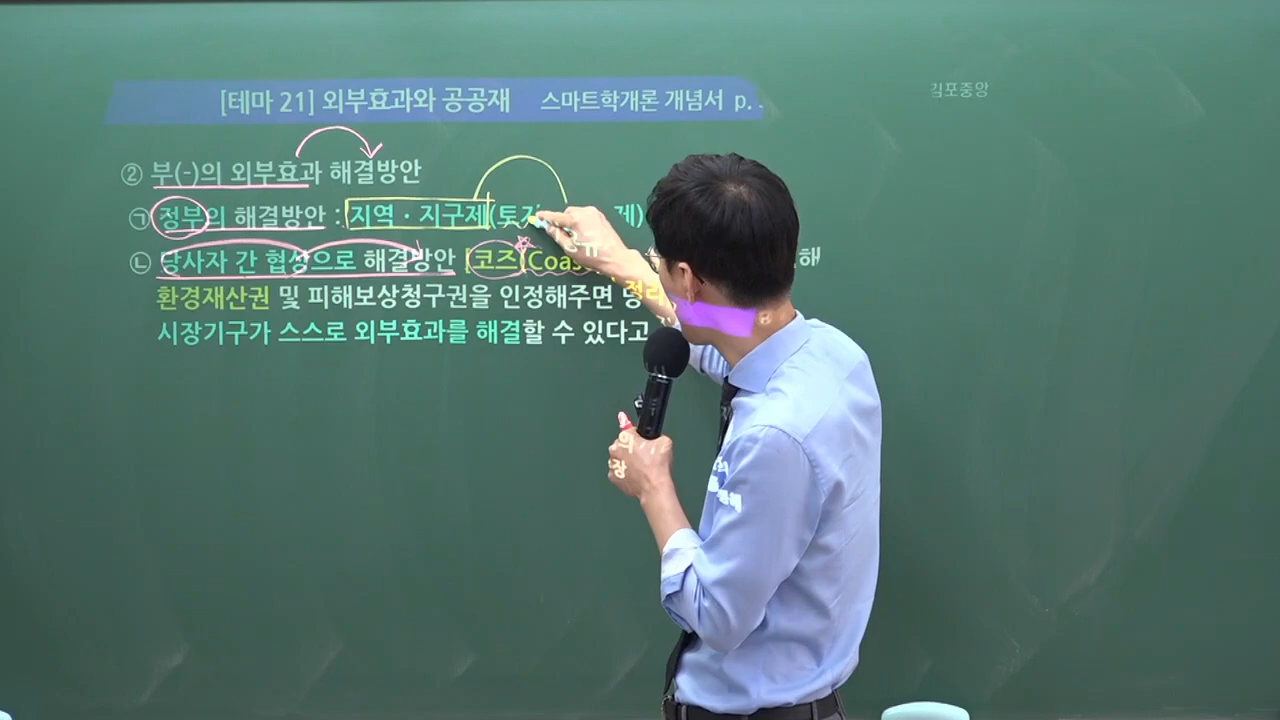 [테마 21] 외부효과와 공공재 스마트학개론 개념서 p.
김포중앙
② 부(-)의 외부효과 해결방안
㉠ 정부의 해결방안 : 지역·지구제(토지 제)
㉡ 당사자 간 협상으로 해결방안 [코즈(Coase
환경재산권 및 피해보상청구권을 인정해주면
시장기구가 스스로 외부효과를 해결할 수 있다고